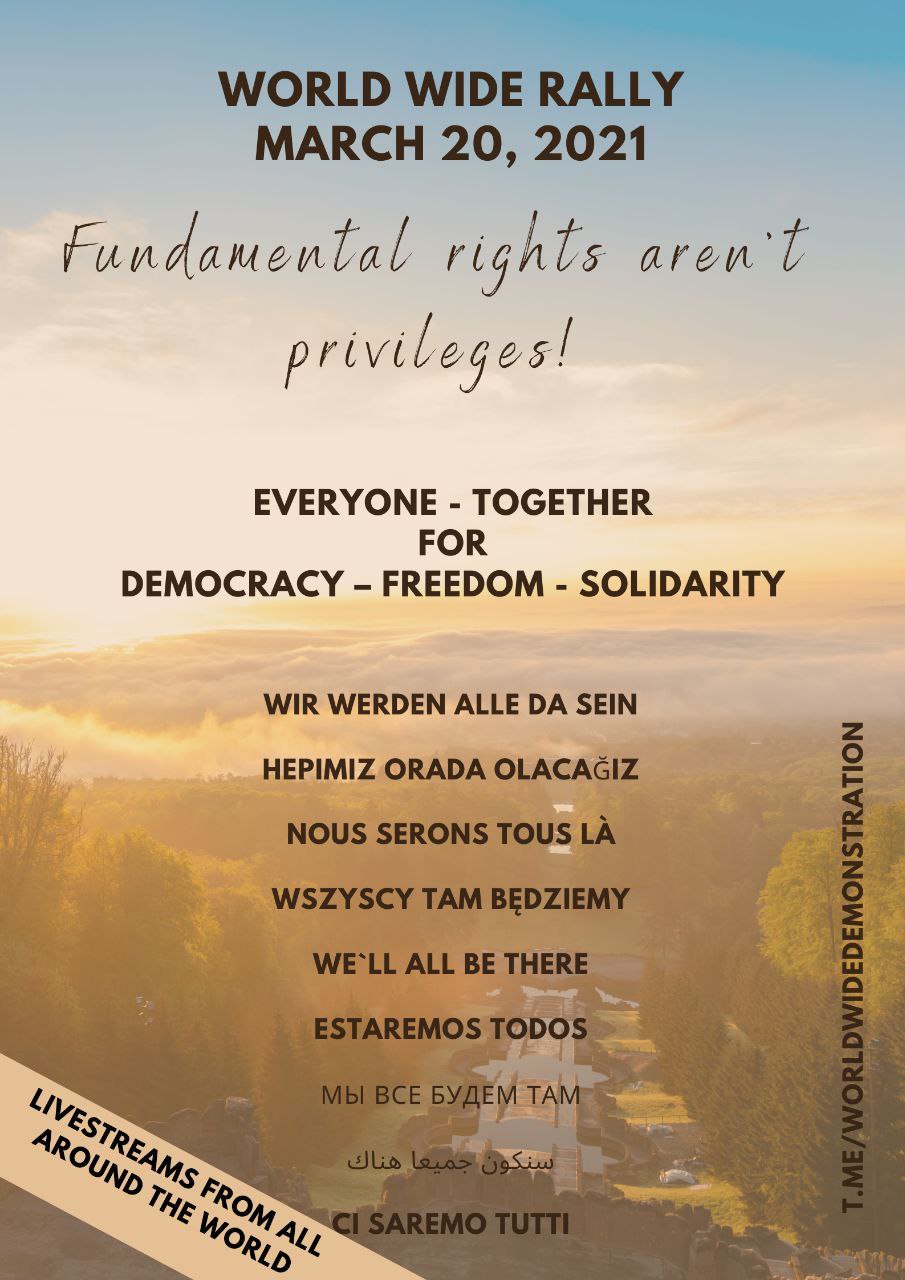 WORLD WIDE RALLY
MARCH 20, 2021
Fundamental rights aren't
privileges!
EVERYONE - TOGETHER
FOR
DEMOCRACY – FREEDOM - SOLIDARITY
WIR WERDEN ALLE DA SEIN
HEPIMIZ ORADA OLACAĞIZ
NOUS SERONS TOUS LÀ
WSZYSCY TAM BĘDZIEMY
WE`LL ALL BE THERE
ESTAREMOS TODOS
МЫ ВСЕ БУДЕМ ТАМ
سنكون جميعا هناك
CI SAREMO TUTTI
LIVESTREAMS FROM ALL
AROUND THE WORLD
T.ME/WORLDWIDEDEMONSTRATION